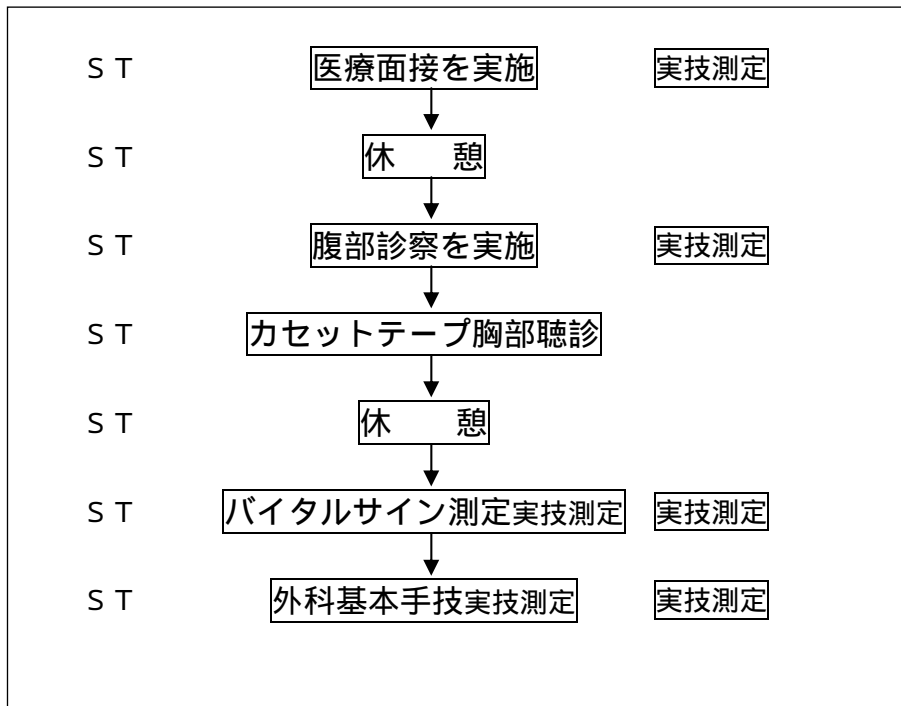 ＳＴ 医療面接を実施 実技測定
ＳＴ 休　　憩
ＳＴ 腹部診察を実施 実技測定
ＳＴ カセットテープ胸部聴診
ＳＴ 休　　憩
ＳＴ バイタルサイン測定実技測定 実技測定
ＳＴ 外科基本手技実技測定 実技測定